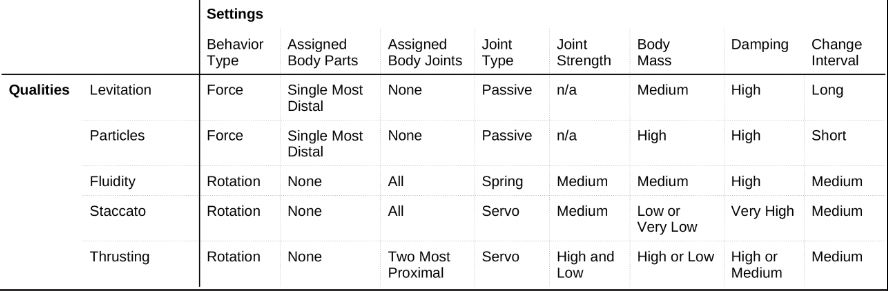 Settings
Behavior Type Assigned Body Parts Assigned Body Joints Joint Type Joint Strength Body Mass Damping Change Interval
Qualities Levitation Force Single Most Distal None Passive n/a Medium High Long
Particles Force Single Most Distal None Passive n/a High High Short
Fluidity Rotation None All Spring Medium Medium High Medium
Staccato Rotation None All Servo Medium Low or Very Low Very High Medium
Thrusting Rotation None Two Most Proximal Servo High and Low High or Low High or Medium Medium